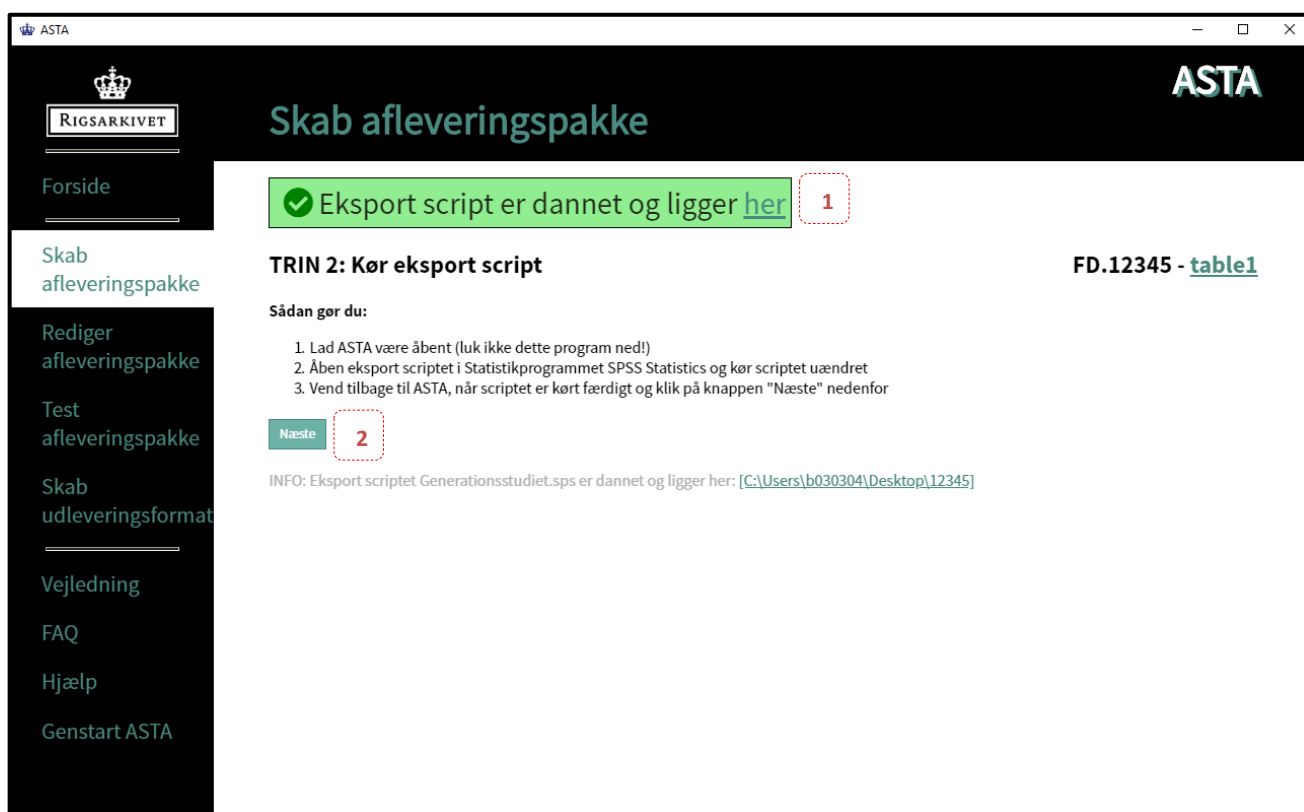 ASTA
ASTA
RIGSARKIVET
Skab afleveringspakke
Forside
Skab
afleveringspakke
Rediger
afleveringspakke
Test
afleveringspakke
Skab
udleveringsformat
Vejledning
FAQ
Hjælp
Genstart ASTA
Eksport script er dannet og ligger her
1
TRIN 2: Kør eksport script
FD.12345 - table1
Sådan gør du:
1. Lad ASTA være åbent (luk ikke dette program ned!)
2. Åben eksport scriptet i Statistikprogrammet SPSS Statistics og kør scriptet uændret
3. Vend tilbage til ASTA, når scriptet er kørt færdigt og klik på knappen "Næste" nedenfor
Næste
2
INFO: Eksport scriptet Generationsstudiet.sps er dannet og ligger her: [C:\Users\b030304\Desktop\12345]